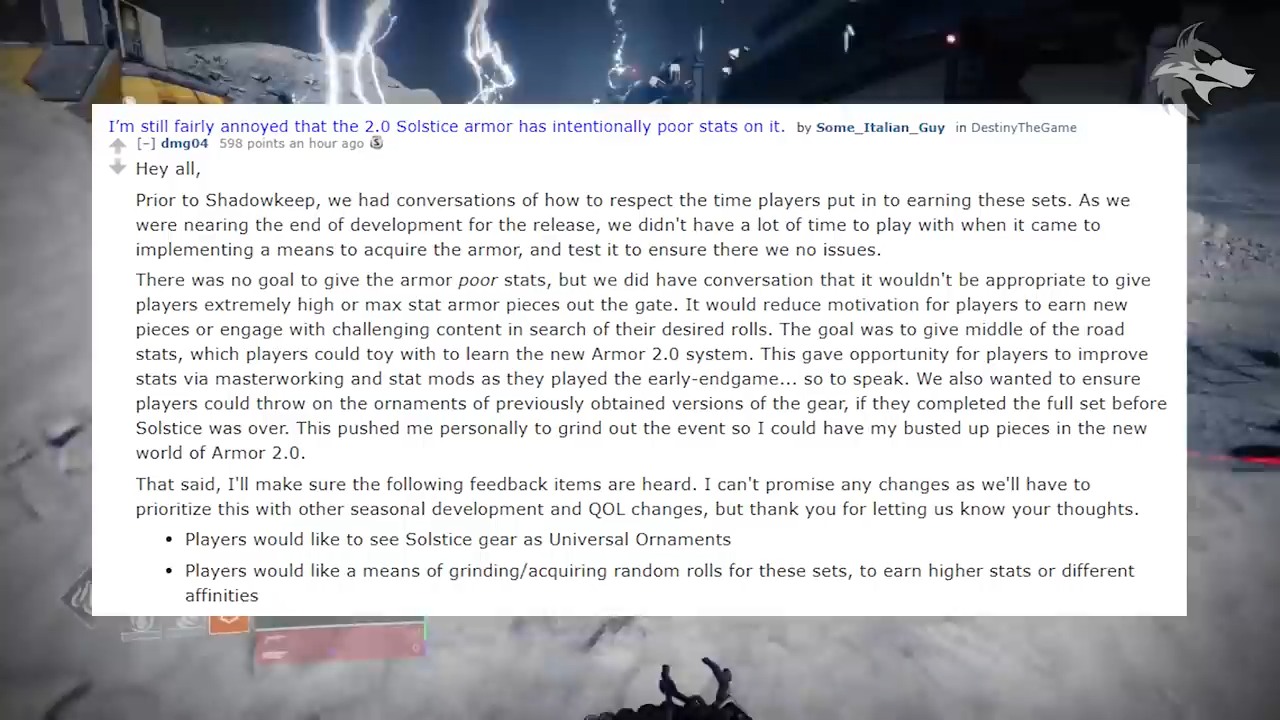 I'm still fairly annoyed that the 2.0 Solstice armor has intentionally poor stats on it. by Some_Italian_Guy in DestinyTheGame
[-] dmg04 598 points an hour ago
Hey all,
Prior to Shadowkeep, we had conversations of how to respect the time players put in to earning these sets. As we
were nearing the end of development for the release, we didn't have a lot of time to play with when it came to
implementing a means to acquire the armor, and test it to ensure there we no issues.
There was no goal to give the armor poor stats, but we did have conversation that it wouldn't be appropriate to give
players extremely high or max stat armor pieces out the gate. It would reduce motivation for players to earn new
pieces or engage with challenging content in search of their desired rolls. The goal was to give middle of the road
stats, which players could toy with to learn the new Armor 2.0 system. This gave opportunity for players to improve
stats via masterworking and stat mods as they played the early-endgame... so to speak. We also wanted to ensure
players could throw on the ornaments of previously obtained versions of the gear, if they completed the full set before
Solstice was over. This pushed me personally to grind out the event so I could have my busted up pieces in the new
world of Armor 2.0.
That said, I'll make sure the following feedback items are heard. I can't promise any changes as we'll have to
prioritize this with other seasonal development and QOL changes, but thank you for letting us know your thoughts.
• Players would like to see Solstice gear as Universal Ornaments
• Players would like a means of grinding/acquiring random rolls for these sets, to earn higher stats or different
affinities